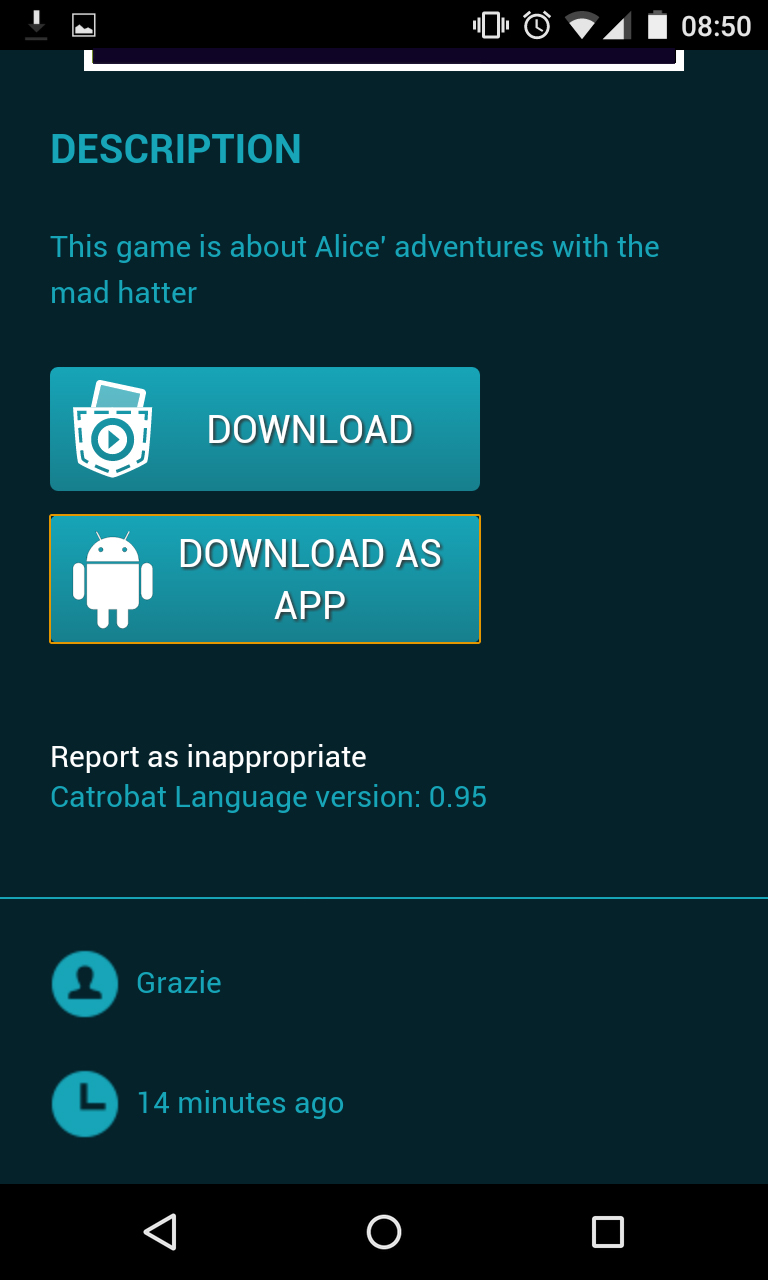 08:50
DESCRIPTION
This game is about Alice' adventures with the
mad hatter
DOWNLOAD
DOWNLOAD AS
APP
Report as inappropriate
Catrobat Language version: 0.95
Grazie
14 minutes ago